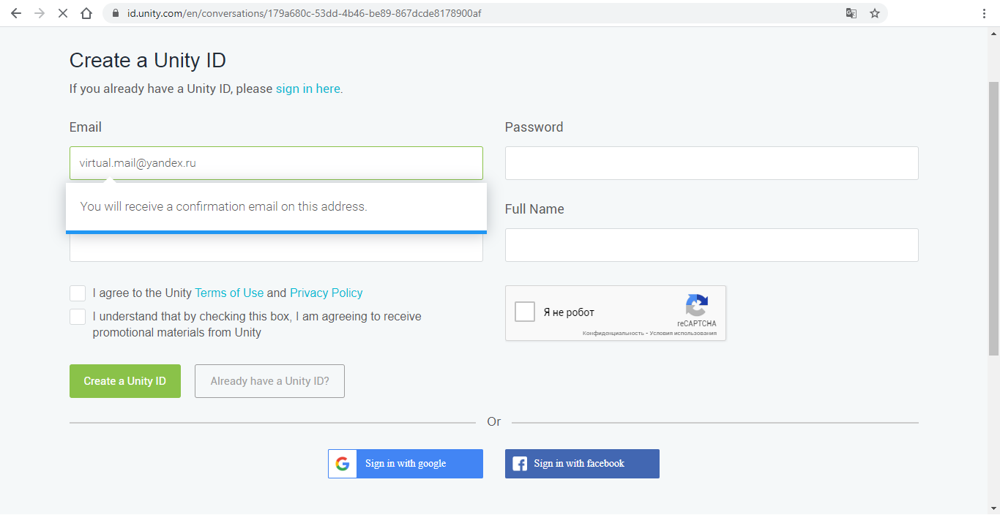 id.unity.com/en/conversations/179a680c-53dd-4b46-be89-867dcde8178900af
Create a Unity ID
If you already have a Unity ID, please sign in here.
Email
Password
virtual.mail@yandex.ru
You will receive a confirmation email on this address.
Full Name
I agree to the Unity Terms of Use and Privacy Policy
I understand that by checking this box, I am agreeing to receive
promotional materials from Unity
Я не робот
reCAPTCHA
Конфиденциальность - Условия использования
Create a Unity ID
Already have a Unity ID?
Or
Sign in with google
Sign in with facebook